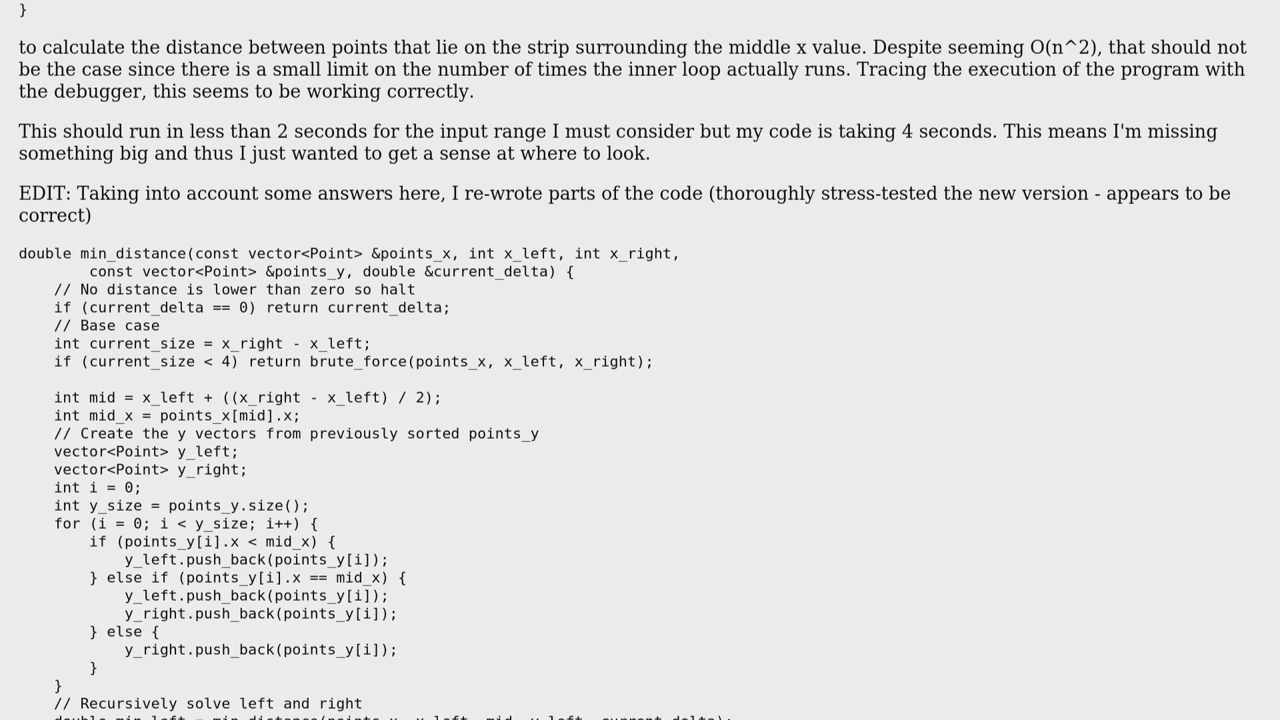 }
to calculate the distance between points that lie on the strip surrounding the middle x value. Despite seeming O(n^2), that should not
be the case since there is a small limit on the number of times the inner loop actually runs. Tracing the execution of the program with
the debugger, this seems to be working correctly.
This should run in less than 2 seconds for the input range I must consider but my code is taking 4 seconds. This means I'm missing
something big and thus I just wanted to get a sense at where to look.
EDIT: Taking into account some answers here, I re-wrote parts of the code (thoroughly stress-tested the new version - appears to be
correct)
double min_distance(const vector<Point> &points_x, int x_left, int x_right,
        const vector<Point> &points_y, double &current_delta) {
    // No distance is lower than zero so halt
    if (current_delta == 0) return current_delta;
    // Base case
    int current_size = x_right - x_left;
    if (current_size < 4) return brute_force(points_x, x_left, x_right);
    int mid = x_left + ((x_right - x_left) / 2);
    int mid_x = points_x[mid].x;
    // Create the y vectors from previously sorted points_y
    vector<Point> y_left;
    vector<Point> y_right;
    int i = 0;
    int y_size = points_y.size();
    for (i = 0; i < y_size; i++) {
        if (points_y[i].x < mid_x) {
            y_left.push_back(points_y[i]);
        } else if (points_y[i].x == mid_x) {
            y_left.push_back(points_y[i]);
            y_right.push_back(points_y[i]);
        } else {
            y_right.push_back(points_y[i]);
        }
    }
    // Recursively solve left and right
    double min_left = min_distance(points_x, x_left, mid, y_left, current_delta);